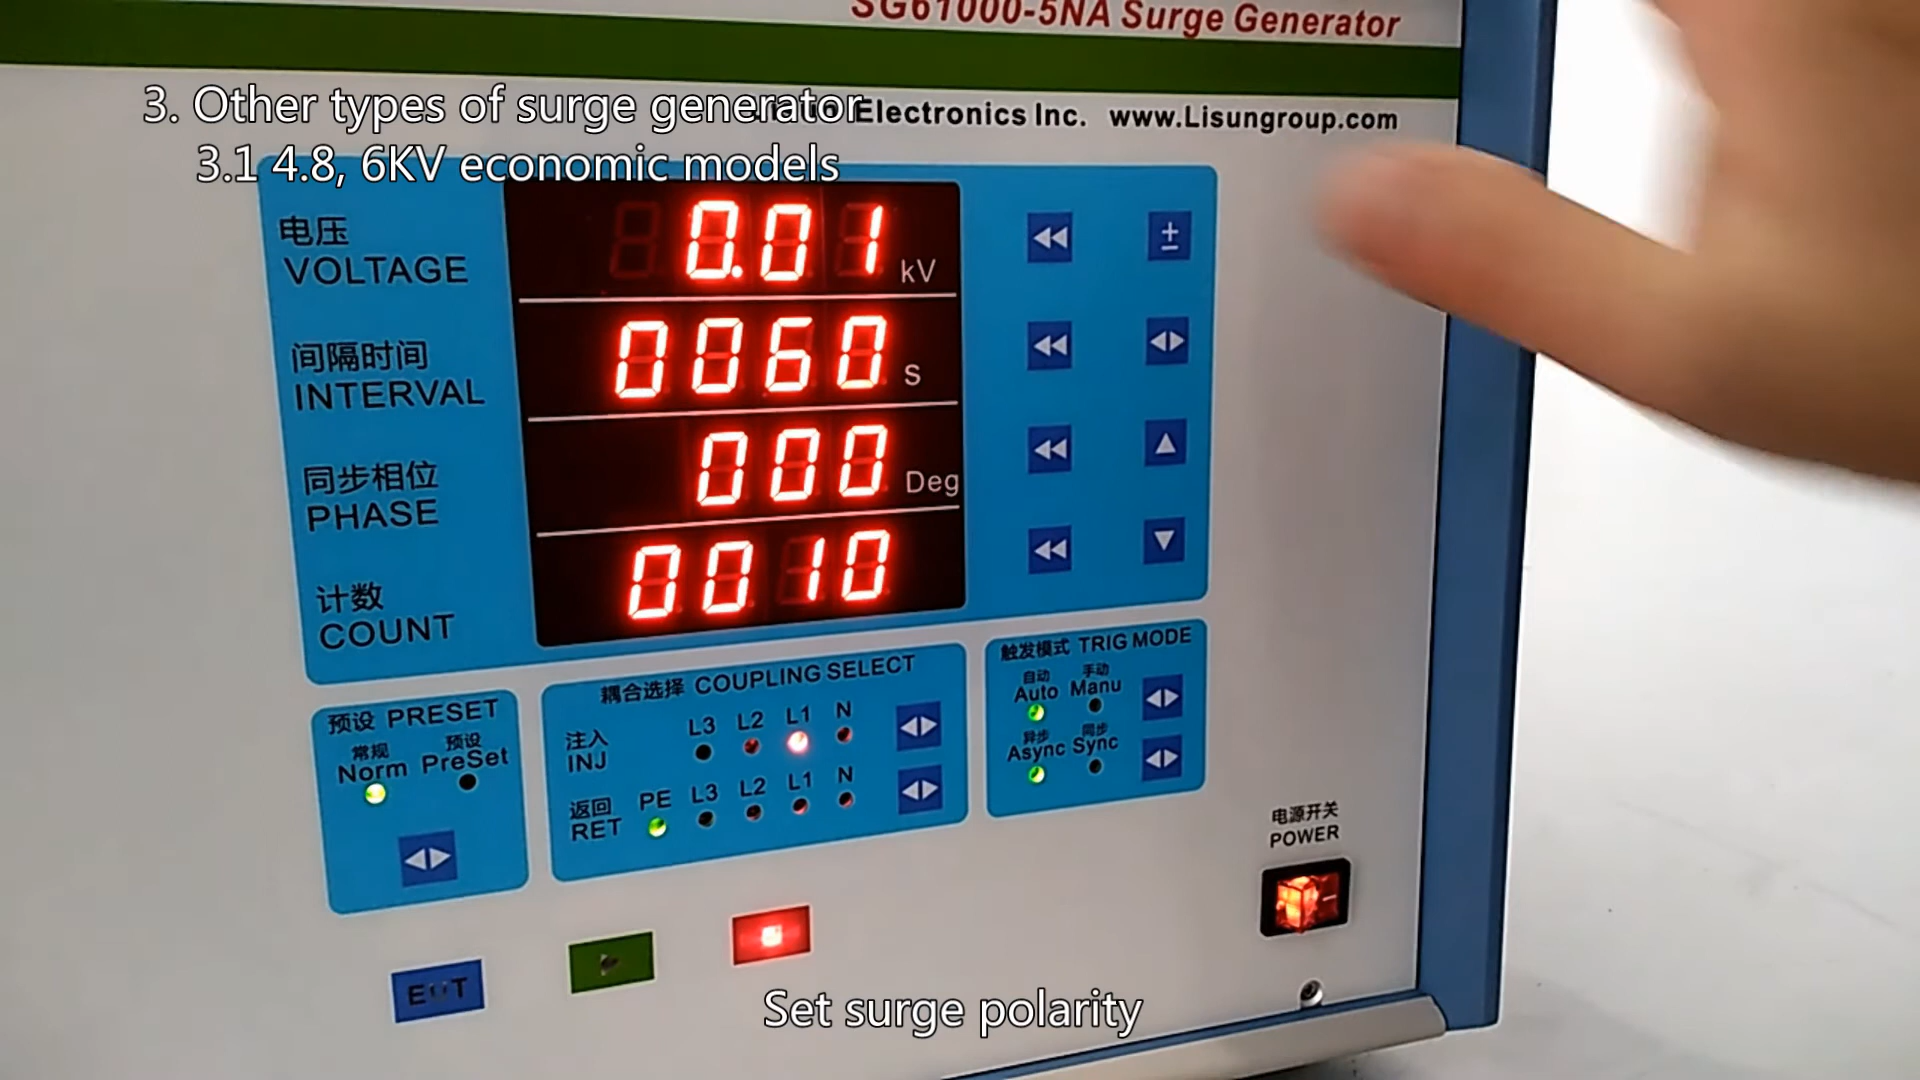 SG61000-5NA Surge Generator
3. Other types of surge generator
Electronics Inc. www.Lisungroup.com
3.1 4.8, 6KV economic models
电压
VOLTAGE
0.01 kV
±
间隔时间
INTERVAL
0060 S
同步相位
PHASE
000 Deg
计数
COUNT
0010
预设 PRESET
常规 预设
Norm PreSet
耦合选择 COUPLING SELECT
L3 L2 L1 N
注入
INJ
PE L3 L2 L1 N
返回
RET
触发模式 TRIG MODE
自动 手动
Auto Manu
异步 同步
Async Sync
电源开关
POWER
Set surge polarity